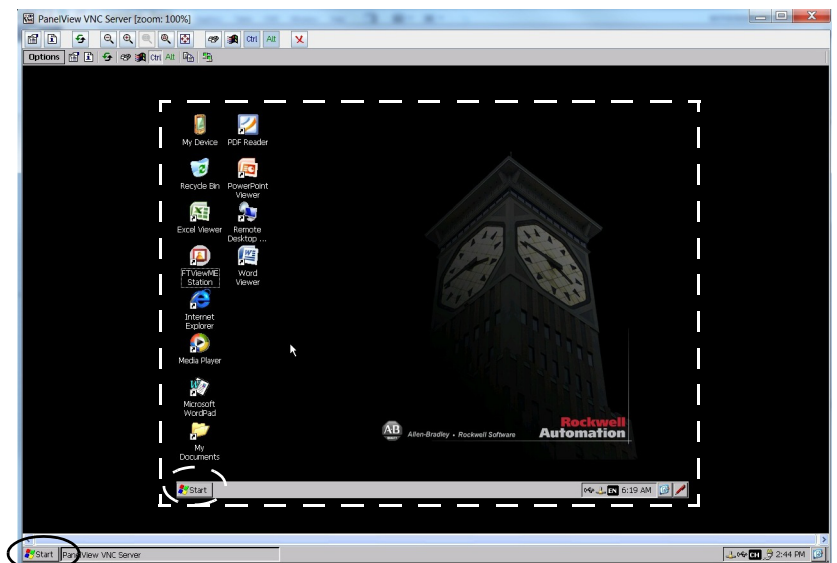 PanelView VNC Server [zoom: 100%]
Ctrl Alt
Options Ctrl Alt
My Device PDF Reader
Recycle Bin PowerPoint
Viewer
Excel Viewer Remote
Desktop ...
FTViewME Word
Station Viewer
Internet
Explorer
Media Player
Microsoft
WordPad
My
Documents
AB Allen-Bradley • Rockwell Software Rockwell
Automation
Start EN 6:19 AM
Start PanelView VNC Server CH 2:44 PM